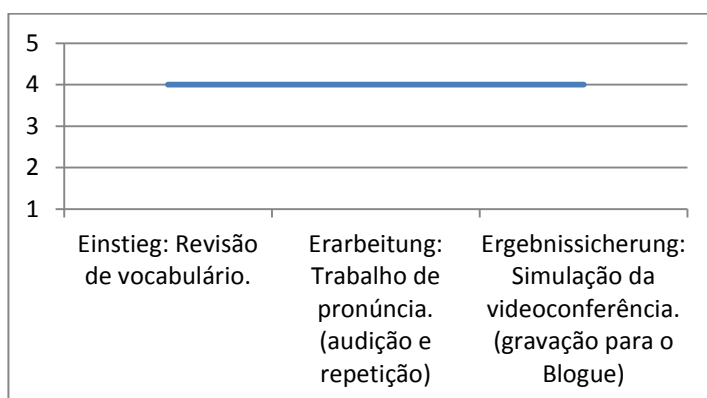 5
4
3
2
1
Einstieg: Revisão
de vocabulário.
Erarbeitung:
Trabalho de
pronúncia.
(audição e
repetição)
Ergebnissicherung:
Simulação da
videoconferência.
(gravação para o
Blogue)